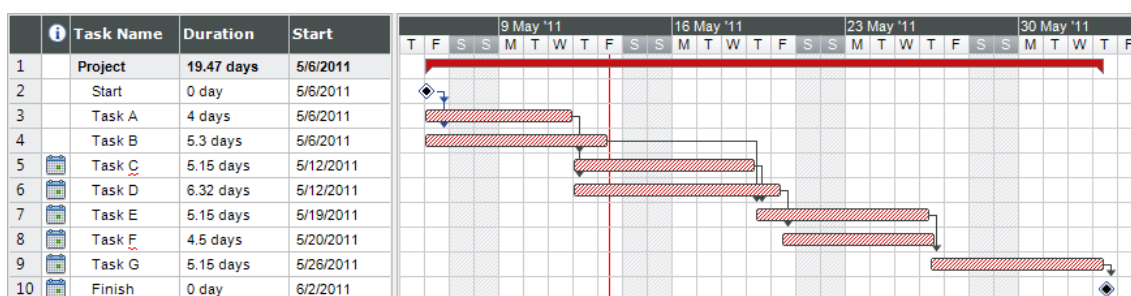 9 May '11 16 May '11 23 May '11 30 May '11
Task Name Duration Start T F S S M T W T F S S M T W T F S S M T W T F S S M T W T F
1 Project 19.47 days 5/6/2011
2 Start 0 day 5/6/2011
3 Task A 4 days 5/6/2011
4 Task B 5.3 days 5/6/2011
5 Task C 5.15 days 5/12/2011
6 Task D 6.32 days 5/12/2011
7 Task E 5.15 days 5/19/2011
8 Task F 4.5 days 5/20/2011
9 Task G 5.15 days 5/26/2011
10 Finish 0 day 6/2/2011